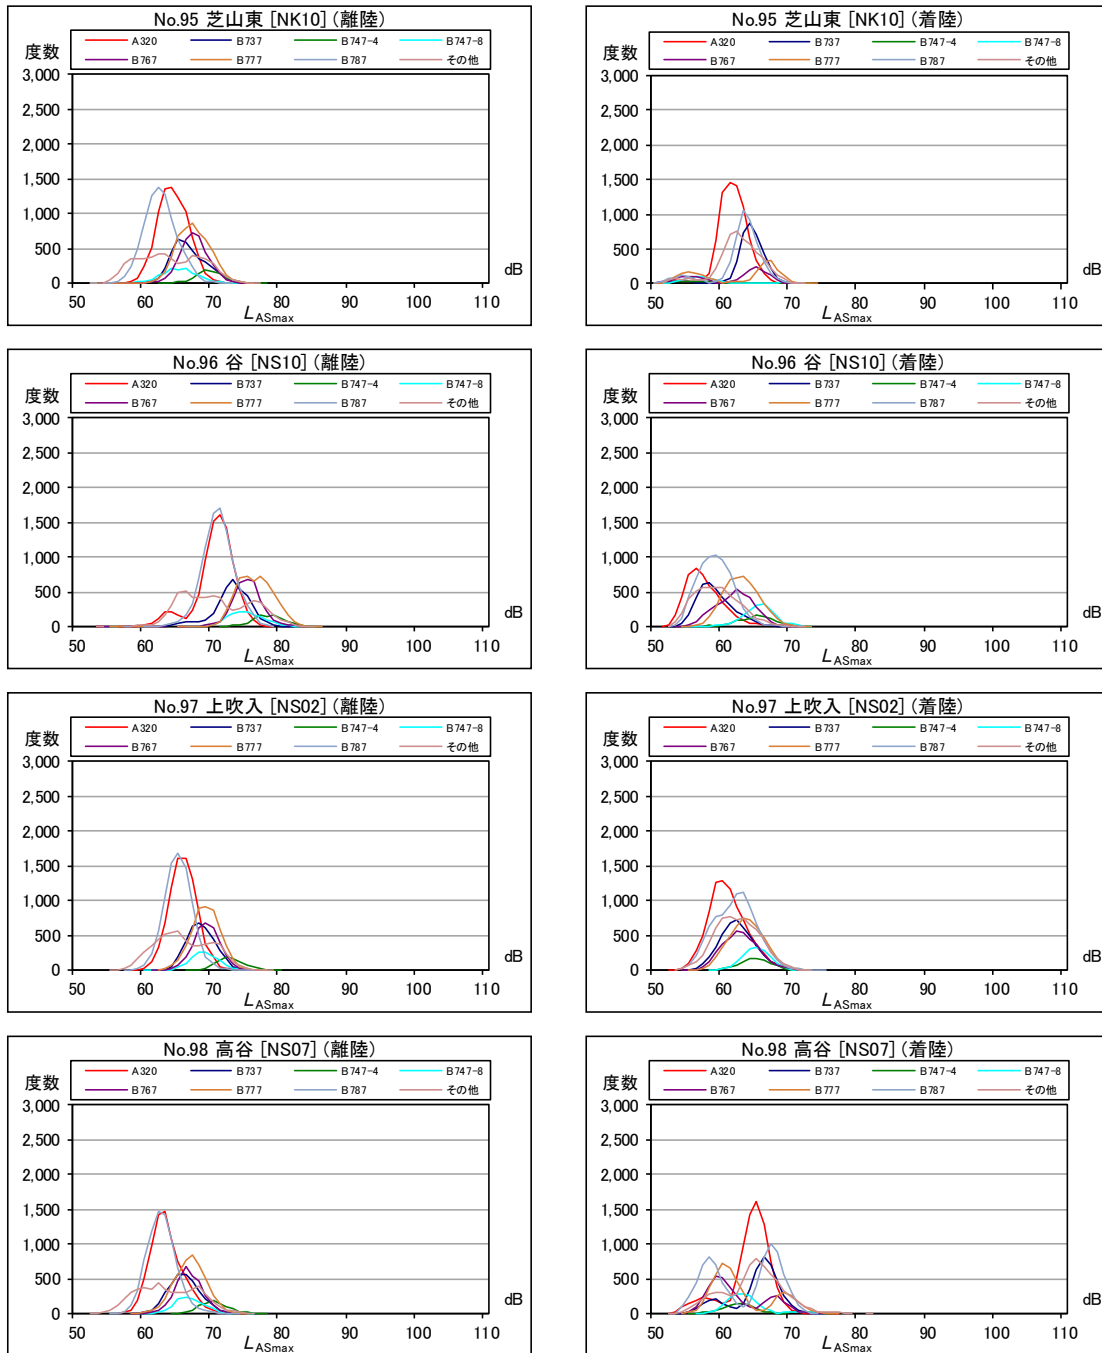 No.95 芝山東 [NK10] (離陸)
A320 B737 B747-4 B747-8
B767 B777 B787 その他
度数
3,000
2,500
2,000
1,500
1,000
500
0
dB
50 60 70 80 90 100 110
LASmax
No.95 芝山東 [NK10] (着陸)
A320 B737 B747-4 B747-8
B767 B777 B787 その他
度数
3,000
2,500
2,000
1,500
1,000
500
0
dB
50 60 70 80 90 100 110
LASmax
No.96 谷 [NS10] (離陸)
A320 B737 B747-4 B747-8
B767 B777 B787 その他
度数
3,000
2,500
2,000
1,500
1,000
500
0
dB
50 60 70 80 90 100 110
LASmax
No.96 谷 [NS10] (着陸)
A320 B737 B747-4 B747-8
B767 B777 B787 その他
度数
3,000
2,500
2,000
1,500
1,000
500
0
dB
50 60 70 80 90 100 110
LASmax
No.97 上吹入 [NS02] (離陸)
A320 B737 B747-4 B747-8
B767 B777 B787 その他
度数
3,000
2,500
2,000
1,500
1,000
500
0
dB
50 60 70 80 90 100 110
LASmax
No.97 上吹入 [NS02] (着陸)
A320 B737 B747-4 B747-8
B767 B777 B787 その他
度数
3,000
2,500
2,000
1,500
1,000
500
0
dB
50 60 70 80 90 100 110
LASmax
No.98 高谷 [NS07] (離陸)
A320 B737 B747-4 B747-8
B767 B777 B787 その他
度数
3,000
2,500
2,000
1,500
1,000
500
0
dB
50 60 70 80 90 100 110
LASmax
No.98 高谷 [NS07] (着陸)
A320 B737 B747-4 B747-8
B767 B777 B787 その他
度数
3,000
2,500
2,000
1,500
1,000
500
0
dB
50 60 70 80 90 100 110
LASmax